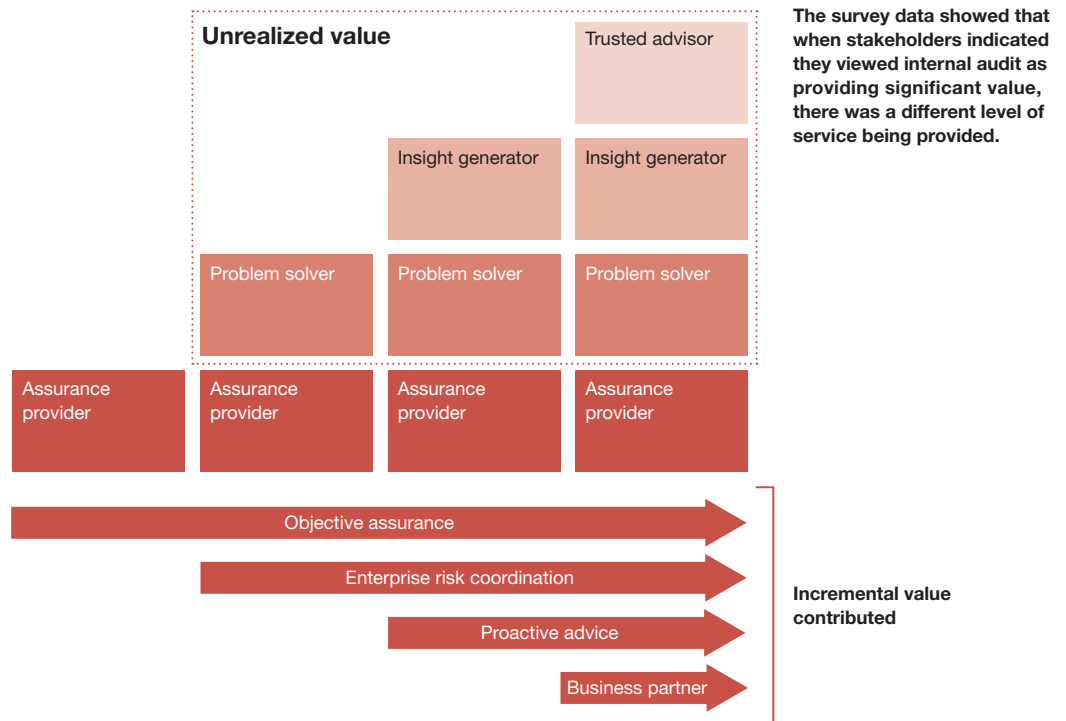 Unrealized value
Trusted advisor
The survey data showed that
when stakeholders indicated
they viewed internal audit as
providing significant value,
there was a different level of
service being provided.
Insight generator
Insight generator
Problem solver
Problem solver
Problem solver
Assurance
provider
Assurance
provider
Assurance
provider
Assurance
provider
Objective assurance
Enterprise risk coordination
Proactive advice
Business partner
Incremental value
contributed